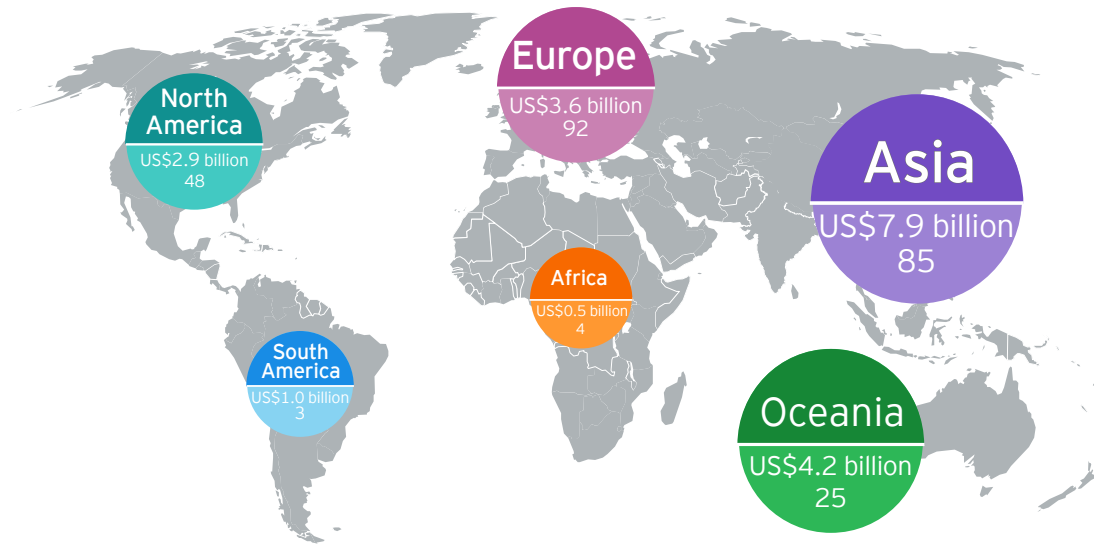 North
America
US$2.9 billion
48
Europe
US$3.6 billion
92
Asia
US$7.9 billion
85
Africa
US$0.5 billion
4
South
America
US$1.0 billion
3
Oceania
US$4.2 billion
25